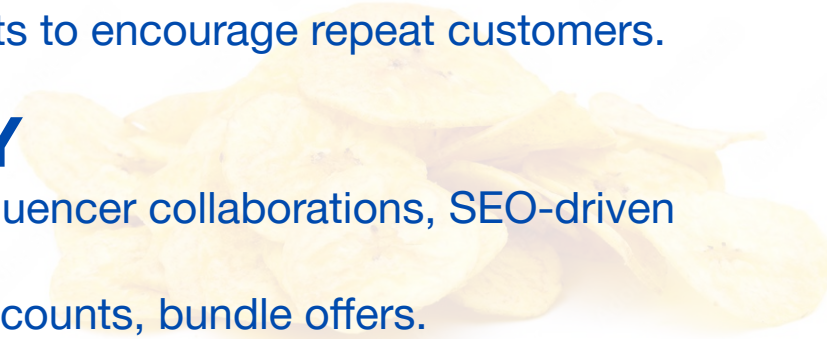 ts to encourage repeat customers.
Y
uencer collaborations, SEO-driven
counts, bundle offers.